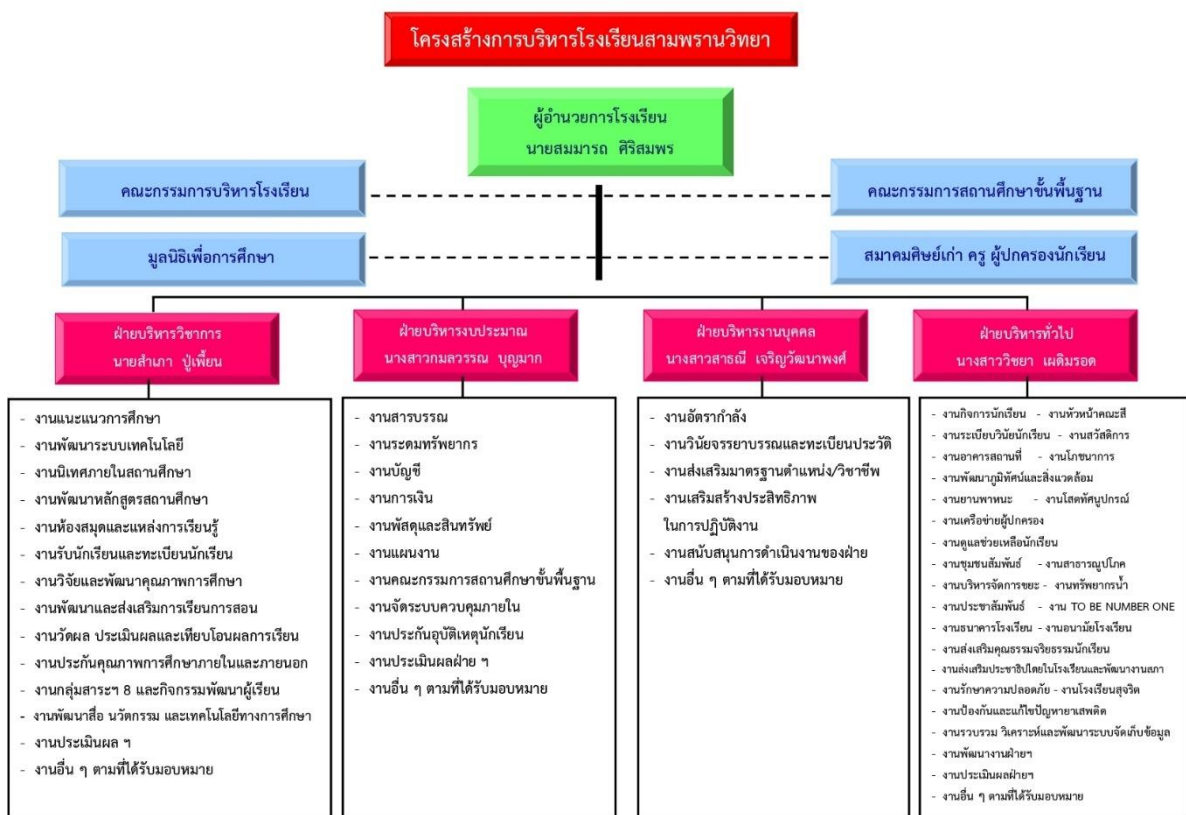 โครงสร้างการบริหารโรงเรียนสามพรานวิทยา
ผู้อำนวยการโรงเรียน
นายสมมารถ ศิริสมพร
คณะกรรมการบริหารโรงเรียน
คณะกรรมการสถานศึกษาขั้นพื้นฐาน
มูลนิธิเพื่อการศึกษา
สมาคมศิษย์เก่า ครู ผู้ปกครองนักเรียน
ฝ่ายบริหารวิชาการ
นายสำเภา ปู่เพี้ยน
- งานแนะแนวการศึกษา
- งานพัฒนาระบบเทคโนโลยี
- งานนิเทศภายในสถานศึกษา
- งานพัฒนาหลักสูตรสถานศึกษา
- งานห้องสมุดและแหล่งการเรียนรู้
- งานรับนักเรียนและทะเบียนนักเรียน
- งานวิจัยและพัฒนาคุณภาพการศึกษา
- งานพัฒนาและส่งเสริมการเรียนการสอน
- งานวัดผล ประเมินผลและเทียบโอนผลการเรียน
- งานประกันคุณภาพการศึกษาภายในและภายนอก
- งานกลุ่มสาระฯ 8 และกิจกรรมพัฒนาผู้เรียน
- งานพัฒนาสื่อ นวัตกรรม และเทคโนโลยีทางการศึกษา
- งานประเมินผล ฯ
- งานอื่น ๆ ตามที่ได้รับมอบหมาย
ฝ่ายบริหารงบประมาณ
นางสาวกมลวรรณ บุญมาก
- งานสารบรรณ
- งานระดมทรัพยากร
- งานบัญชี
- งานการเงิน
- งานพัสดุและสินทรัพย์
- งานแผนงาน
- งานคณะกรรมการสถานศึกษาขั้นพื้นฐาน
- งานจัดระบบควบคุมภายใน
- งานประกันอุบัติเหตุนักเรียน
- งานประเมินผลฝ่าย ฯ
- งานอื่น ๆ ตามที่ได้รับมอบหมาย
ฝ่ายบริหารงานบุคคล
นางสาวสาธณี เจริญวัฒนาพงศ์
- งานอัตรากำลัง
- งานวินัยจรรยาบรรณและทะเบียนประวัติ
- งานส่งเสริมมาตรฐานตำแหน่ง/วิชาชีพ
- งานเสริมสร้างประสิทธิภาพ
ในการปฏิบัติงาน
- งานสนับสนุนการดำเนินงานของฝ่าย
- งานอื่น ๆ ตามที่ได้รับมอบหมาย
ฝ่ายบริหารทั่วไป
นางสาววิชยา เผดิมรอด
- งานกิจการนักเรียน - งานหัวหน้าคณะสี
- งานระเบียบวินัยนักเรียน - งานสวัสดิการ
- งานอาคารสถานที่ - งานโภชนาการ
- งานพัฒนาภูมิทัศน์และสิ่งแวดล้อม
- งานยานพาหนะ - งานโสตทัศนูปกรณ์
- งานเครือข่ายผู้ปกครอง
- งานดูแลช่วยเหลือนักเรียน
- งานชุมชนสัมพันธ์ - งานสาธารณูปโภค
- งานบริหารจัดการขยะ - งานทรัพยากรน้ำ
- งานประชาสัมพันธ์ - งาน TO BE NUMBER ONE
- งานธนาคารโรงเรียน - งานอนามัยโรงเรียน
- งานส่งเสริมคุณธรรมจริยธรรมนักเรียน
- งานส่งเสริมประชาธิปไตยในโรงเรียนและพัฒนางานสภา
- งานรักษาความปลอดภัย - งานโรงเรียนสุจริต
- งานป้องกันและแก้ไขปัญหายาเสพติด
- งานรวบรวม วิเคราะห์และพัฒนาระบบจัดเก็บข้อมูล
- งานพัฒนางานฝ่ายฯ
- งานประเมินผลฝ่ายฯ
- งานอื่น ๆ ตามที่ได้รับมอบหมาย